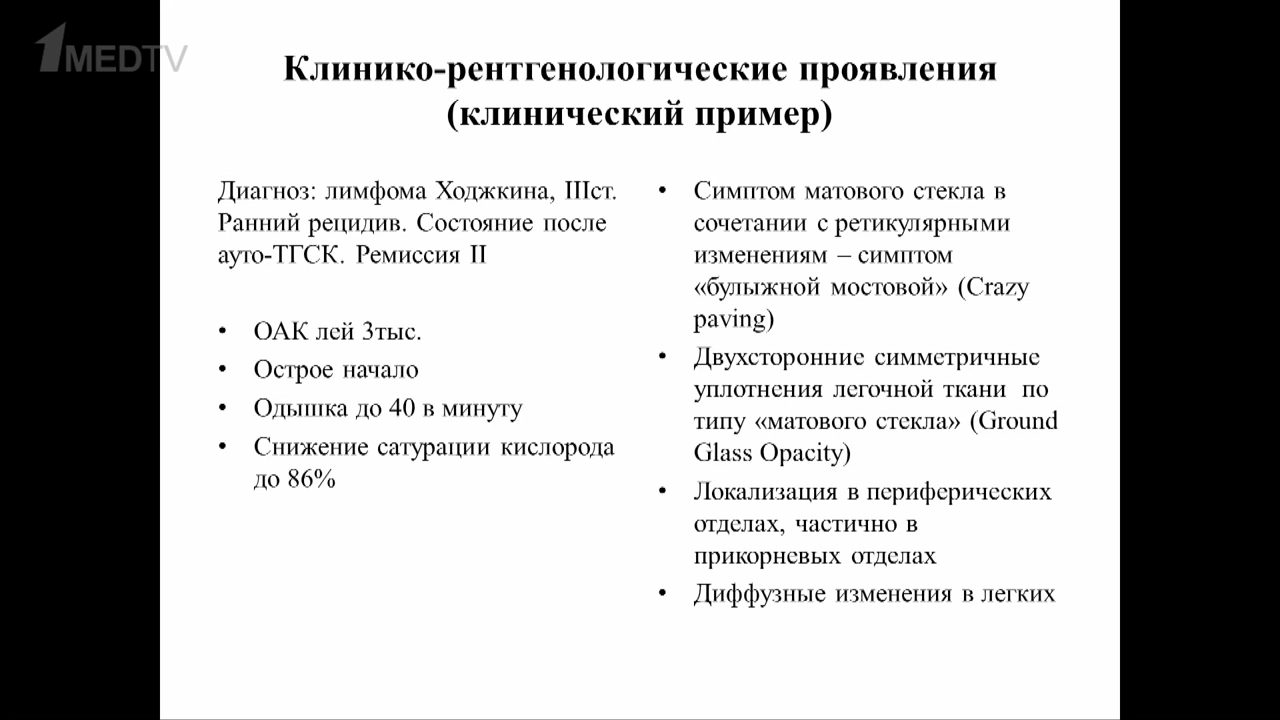 1MEDTV
Клинико-рентгенологические проявления
(клинический пример)
Диагноз: лимфома Ходжкина, IIIст.
Ранний рецидив. Состояние после
ауто-ТГСК. Ремиссия II
• ОАК лей 3тыс.
• Острое начало
• Одышка до 40 в минуту
• Снижение сатурации кислорода
до 86%
• Симптом матового стекла в
сочетании с ретикулярными
изменениям – симптом
«булыжной мостовой» (Crazy
paving)
• Двухсторонние симметричные
уплотнения легочной ткани по
типу «матового стекла» (Ground
Glass Opacity)
• Локализация в периферических
отделах, частично в
прикорневых отделах
• Диффузные изменения в легких